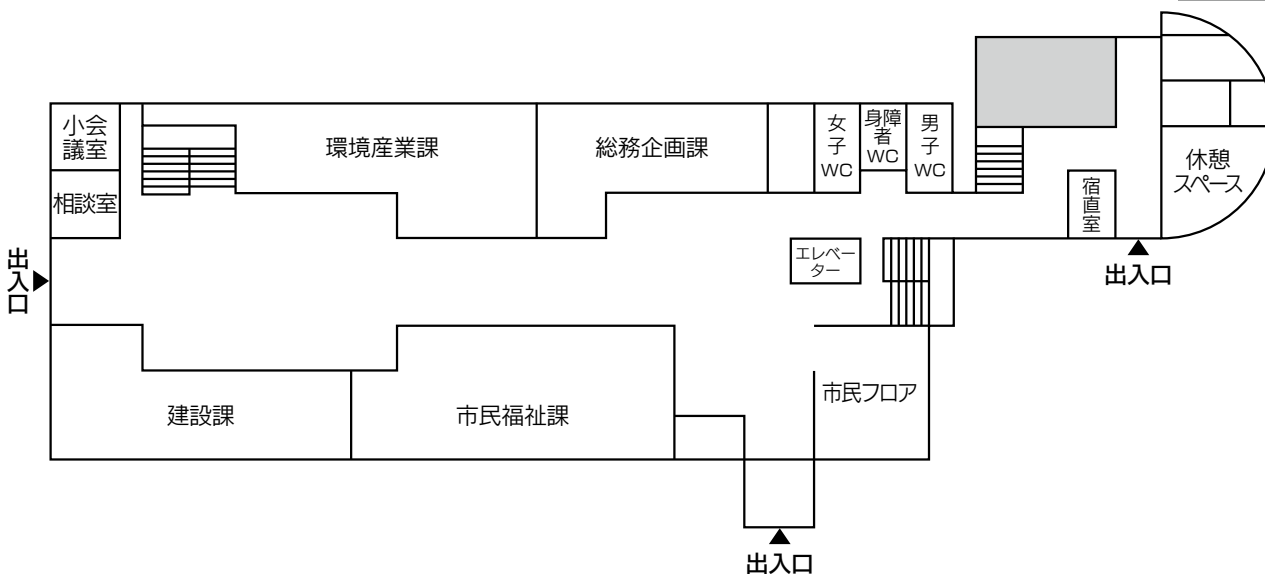 小会
議室
相談室
環境産業課
総務企画課
女子
WC
身障
者
WC
男子
WC
宿直室
休憩
スペース
エレベー
ター
出入口
出入口
建設課
市民福祉課
市民フロア
出入口